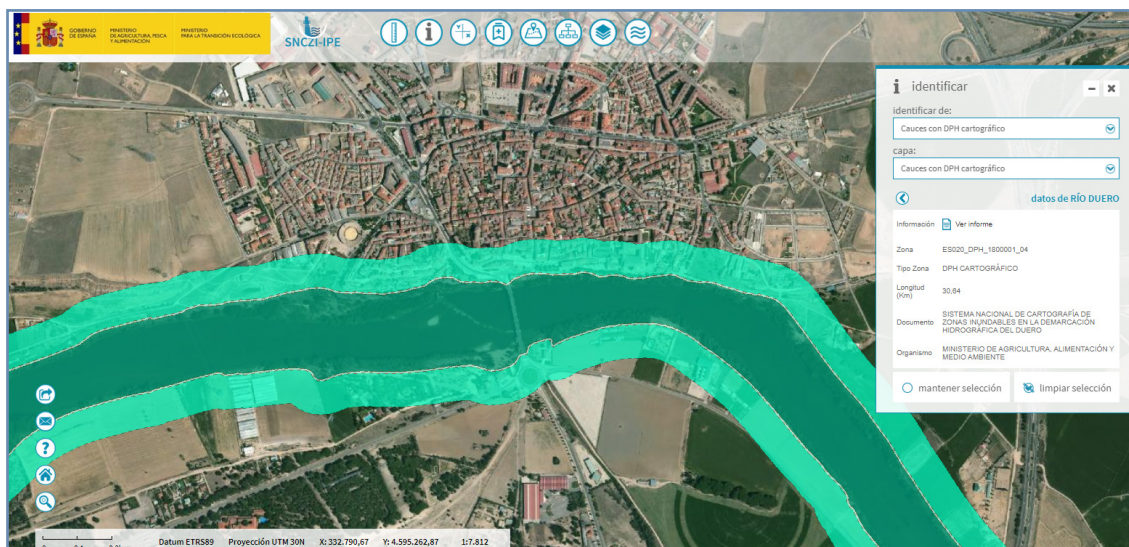 GOBIERNO
DE ESPAÑA
MINISTERIO
DE AGRICULTURA, PESCA
Y ALIMENTACIÓN
MINISTERIO
PARA LA TRANSICIÓN ECOLÓGICA
SNCZI-IPE
identificar
identificar de:
Cauces con DPH cartográfico
capa:
Cauces con DPH cartográfico
datos de RÍO DUERO
Información Ver informe
Zona ES020_DPH_1800001_04
Tipo Zona DPH CARTOGRÁFICO
Longitud
(Km) 30,64
Documento SISTEMA NACIONAL DE CARTOGRAFÍA DE
ZONAS INUNDABLES EN LA DEMARCACIÓN
HIDROGRÁFICA DEL DUERO
Organismo MINISTERIO DE AGRICULTURA, ALIMENTACIÓN Y
MEDIO AMBIENTE
mantener selección limpiar selección
Datum ETRS89 Proyección UTM 30N X: 332.790,67 Y: 4.595.262,87 1:7.812